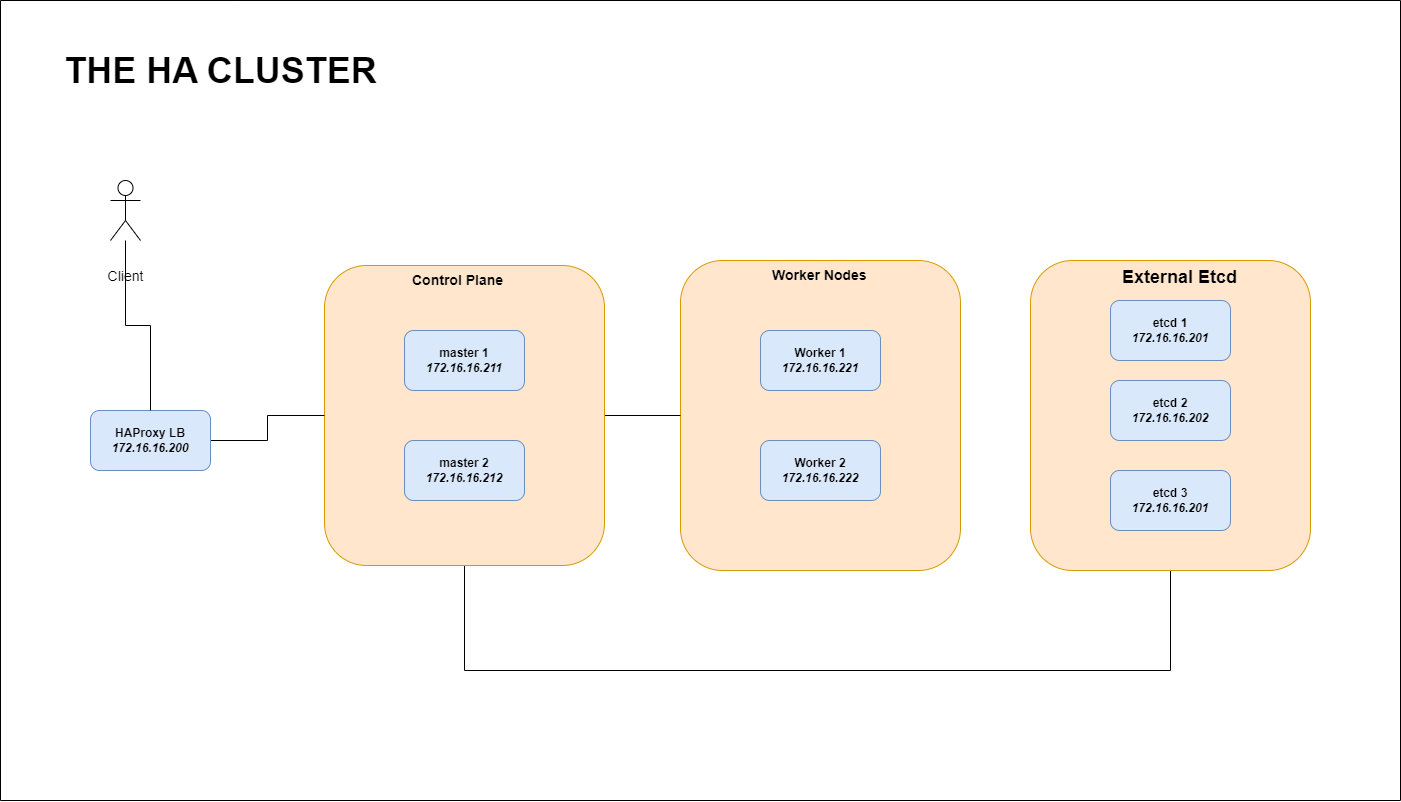 THE HA CLUSTER
Client
HAProxy LB
172.16.16.200
Control Plane
master 1
172.16.16.211
master 2
172.16.16.212
Worker Nodes
Worker 1
172.16.16.221
Worker 2
172.16.16.222
External Etcd
etcd 1
172.16.16.201
etcd 2
172.16.16.202
etcd 3
172.16.16.201